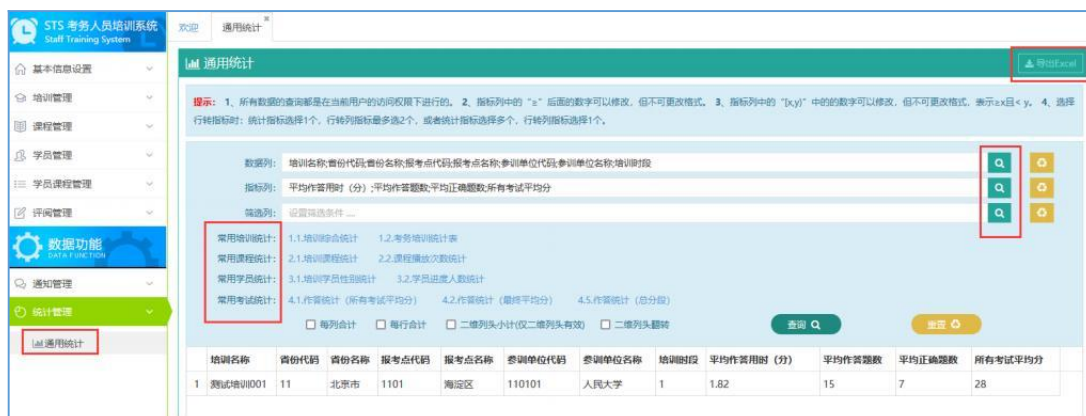 STS 考务人员培训系统
Staff Training System
欢迎
通用统计
基本信息设置
培训管理
课程管理
学员管理
学员课程管理
评阅管理
数据功能
DATA FUNCTION
通知管理
统计管理
通用统计
通用统计
导出Excel
提示: 1、所有数据的查询都是在当前用户的访问权限下进行的。 2、指标列中的 "≥" 后面的数字可以修改，但不可更改格式。 3、指标列中的 "[x,y)" 中的的数字可以修改，但不可更改格式，表示≥x且< y。 4、选择
行转指标时：统计指标选择1个，行转列指标最多选2个，或者统计指标选择多个，行转列指标选择1个。
数据列: 培训名称;省份代码;省份名称;报考点代码;报考点名称;参训单位代码;参训单位名称;培训时段
指标列: 平均作答用时（分）;平均作答题数;平均正确题数;所有考试平均分
筛选列: 设置筛选条件 ...
常用培训统计: 1.1.培训综合统计 1.2.考务培训统计表
常用课程统计: 2.1.培训课程统计 2.2.课程播放次数统计
常用学员统计: 3.1.培训学员性别统计 3.2.学员进度人数统计
常用考试统计: 4.1.作答统计（所有考试平均分） 4.2.作答统计（最终平均分） 4.5.作答统计（总分段）
每列合计 每行合计 二维列头小计(仅二维列头有效) 二维列头翻转 查询 重置
培训名称 省份代码 省份名称 报考点代码 报考点名称 参训单位代码 参训单位名称 培训时段 平均作答用时（分） 平均作答题数 平均正确题数 所有考试平均分
1 测试培训001 11 北京市 1101 海淀区 110101 人民大学 1 1.82 15 7 28